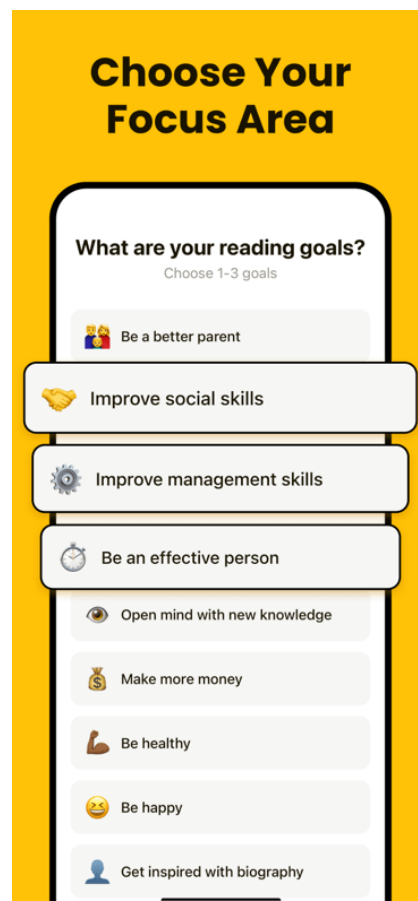 Choose Your
Focus Area
What are your reading goals?
Choose 1-3 goals
Be a better parent
Improve social skills
Improve management skills
Be an effective person
Open mind with new knowledge
Make more money
Be healthy
Be happy
Get inspired with biography